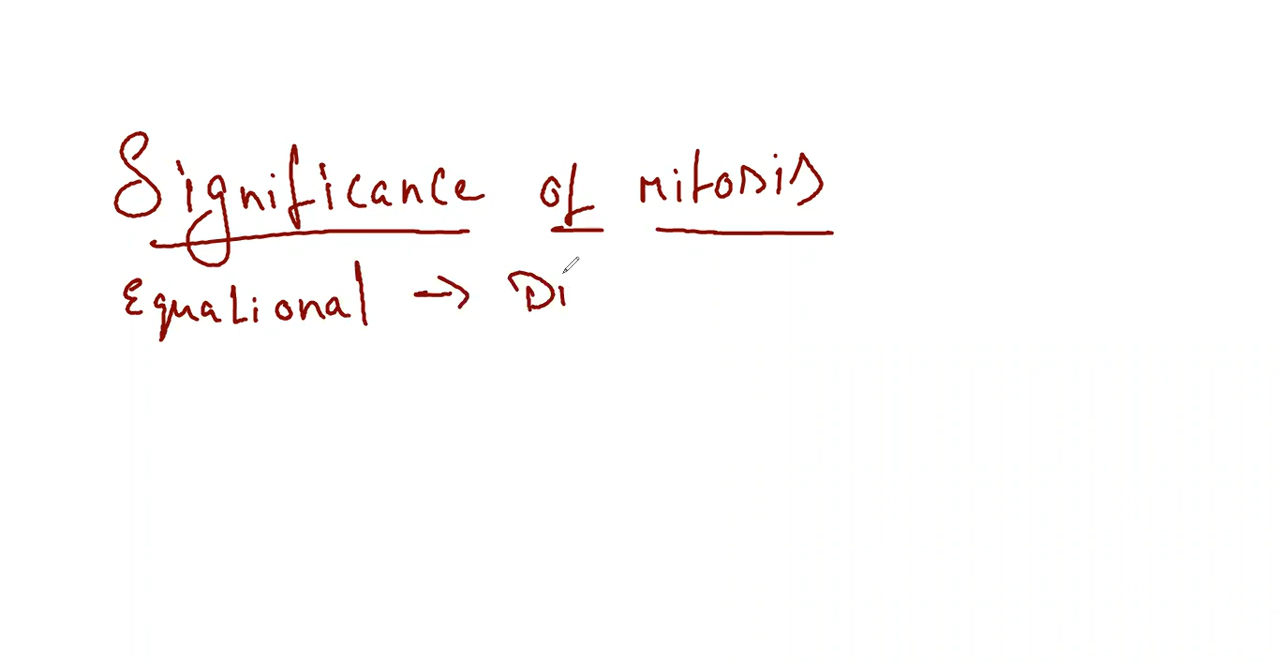 Significance of mitosis
Equational → Di